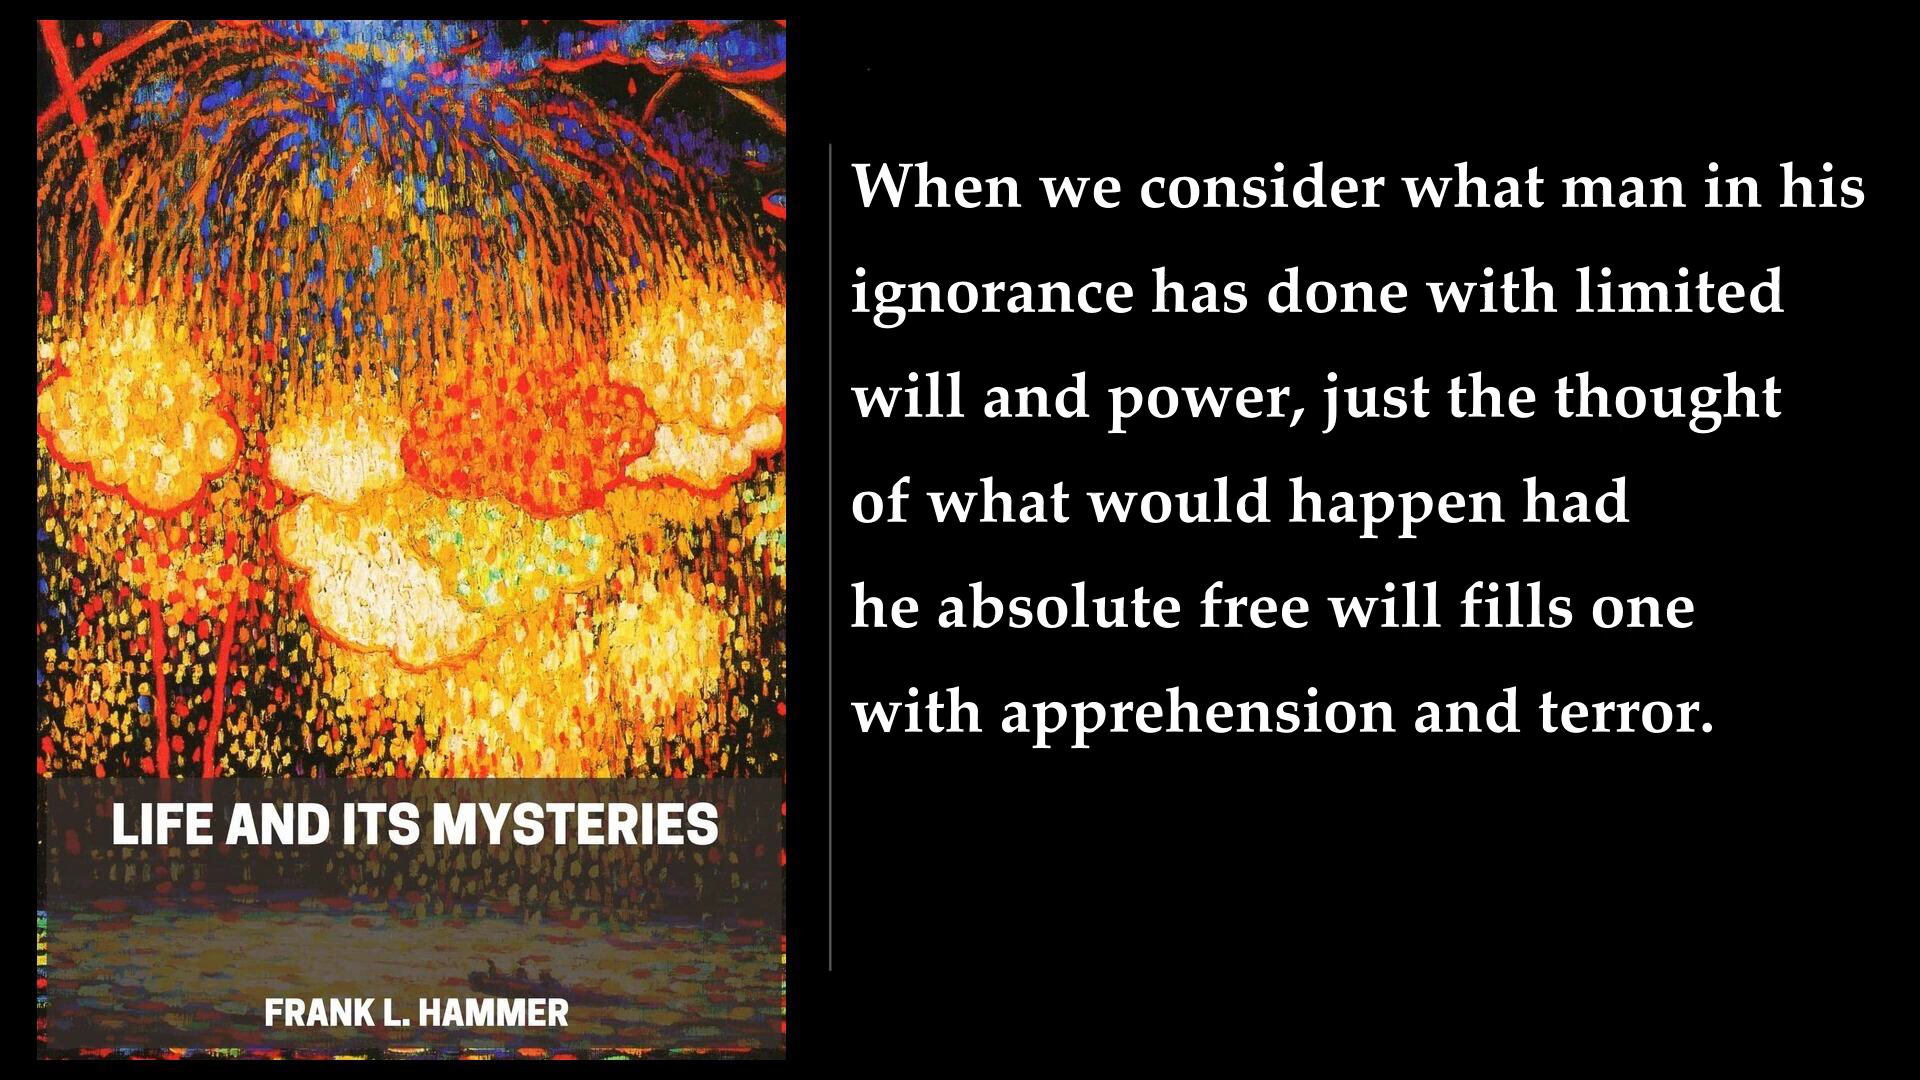 LIFE AND ITS MYSTERIES
FRANK L. HAMMER
When we consider what man in his
ignorance has done with limited
will and power, just the thought
of what would happen had
he absolute free will fills one
with apprehension and terror.